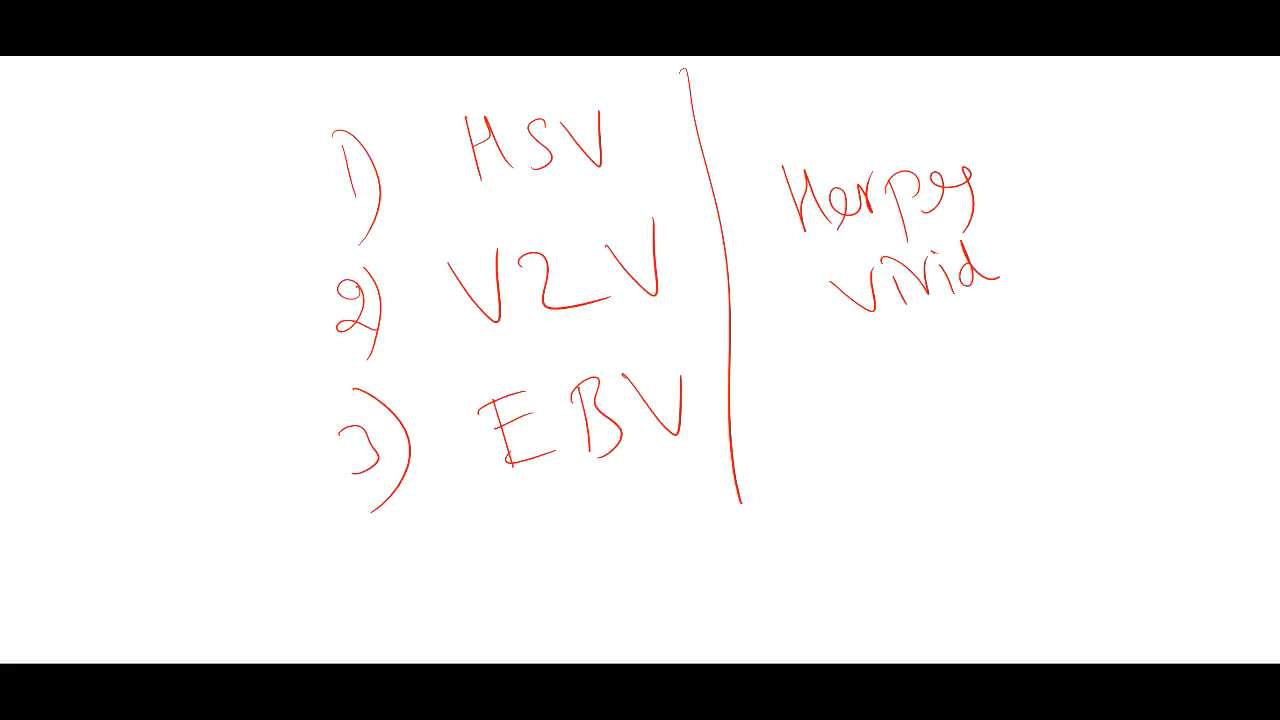 1) HSV
2) VZV
3) EBV
Herpes
Virid